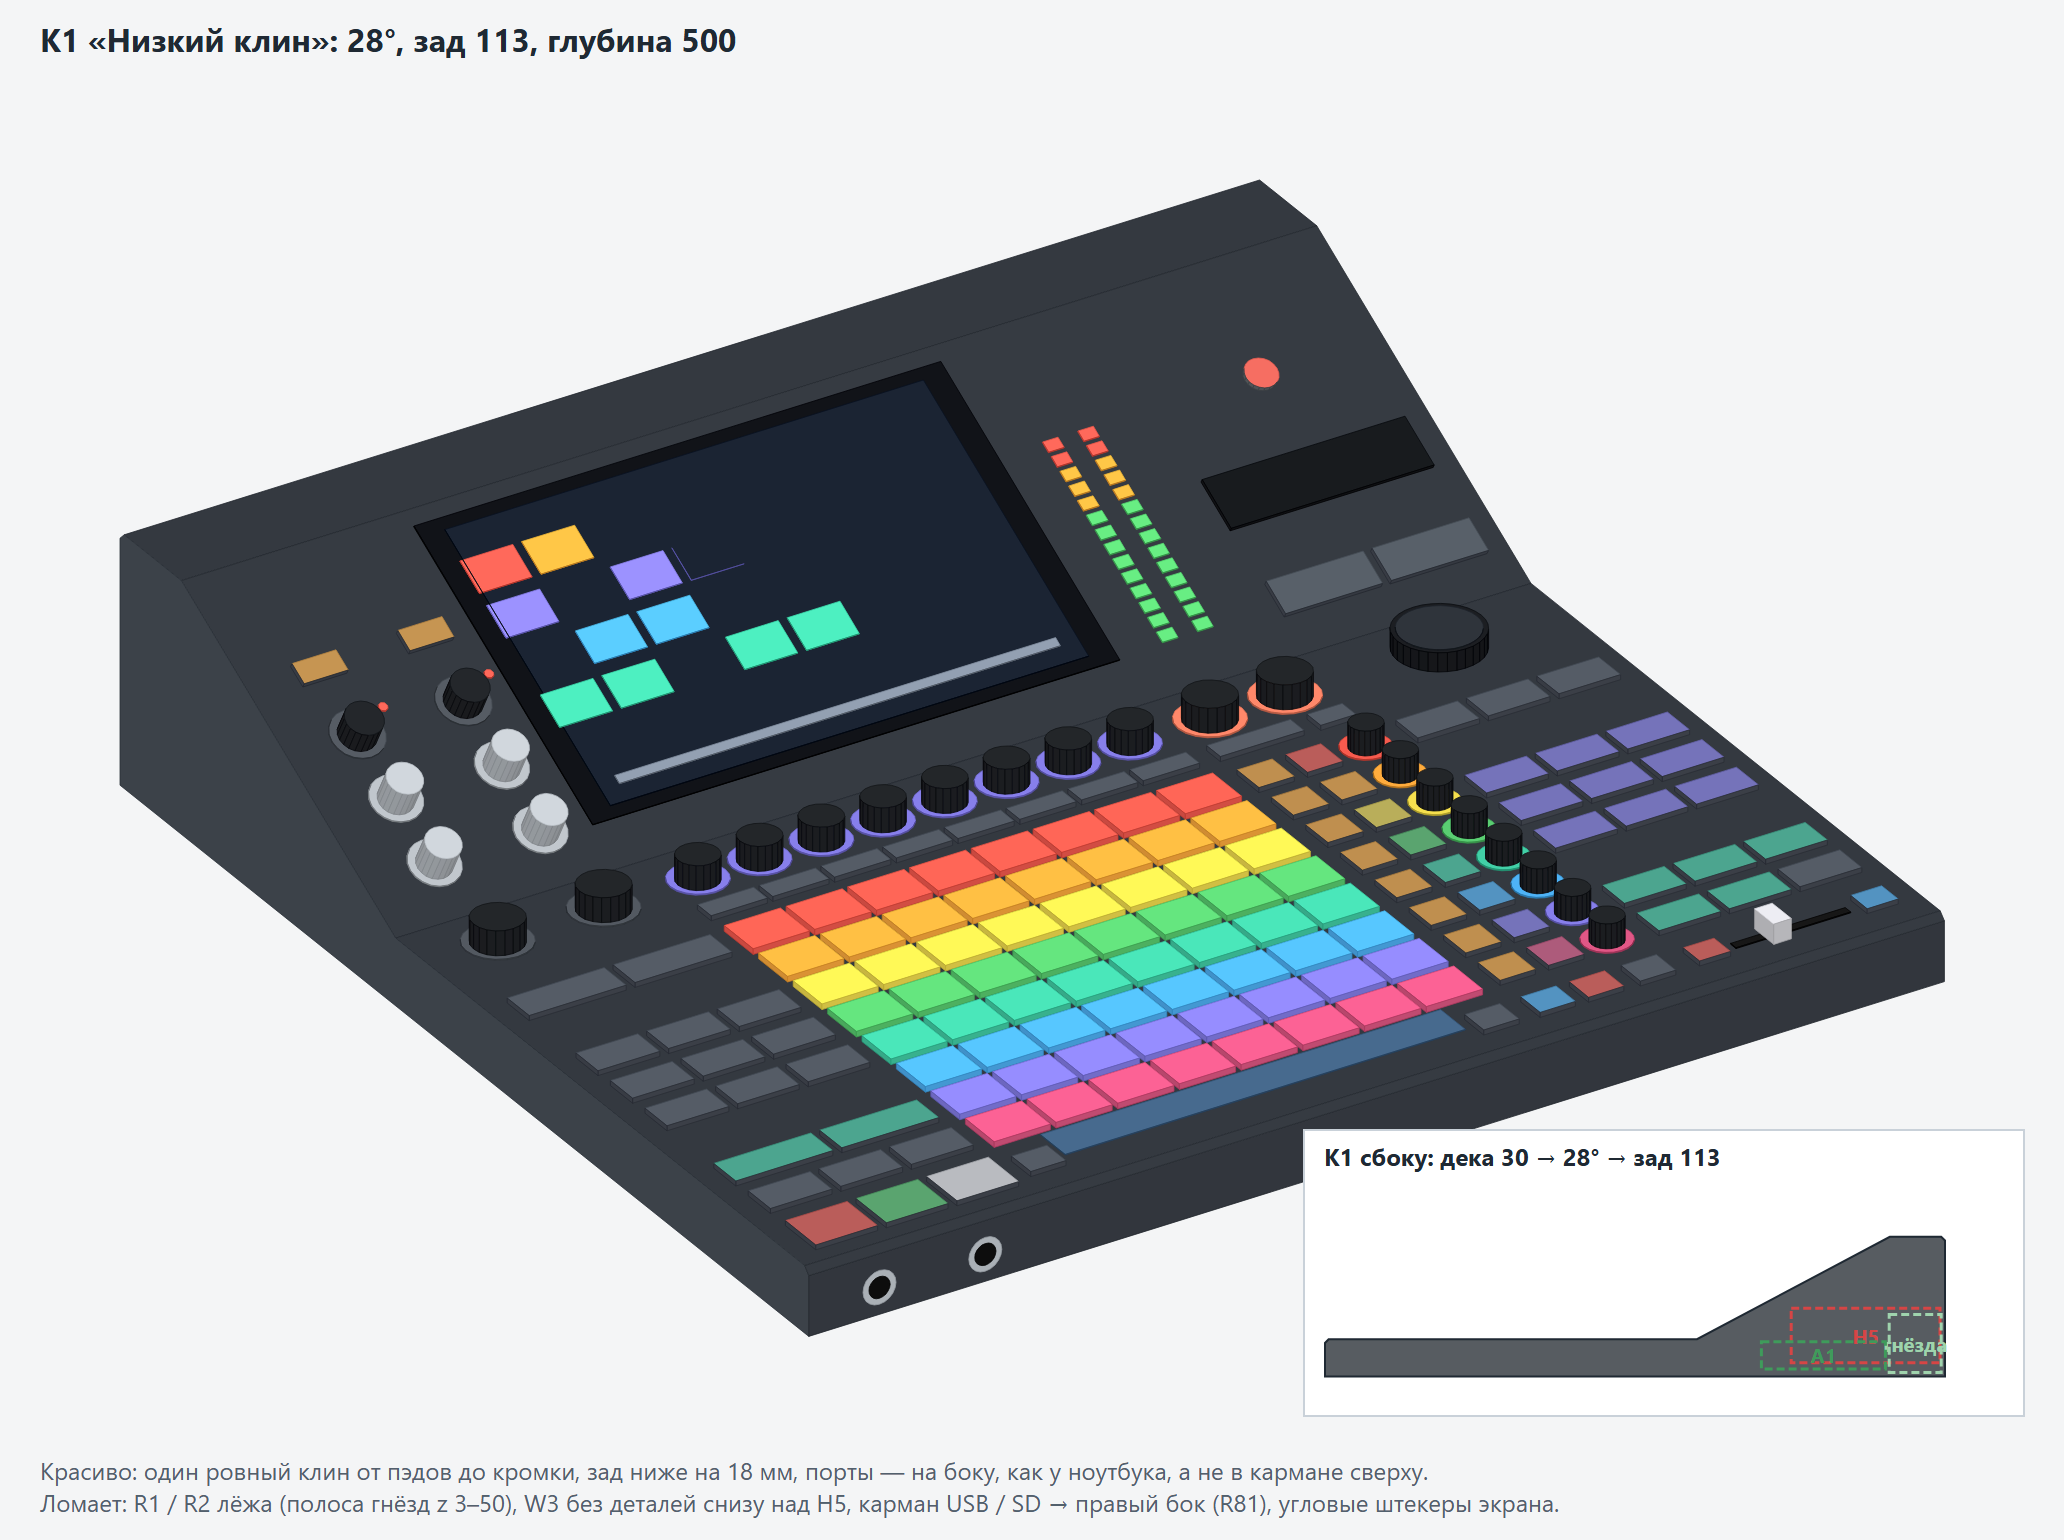 К1 «Низкий клин»: 28°, зад 113, глубина 500
К1 сбоку: дека 30 → 28° → зад 113
H5
гнёзда
A1
Красиво: один ровный клин от пэдов до кромки, зад ниже на 18 мм, порты — на боку, как у ноутбука, а не в кармане сверху.
Ломает: R1 / R2 лёжа (полоса гнёзд z 3–50), W3 без деталей снизу над H5, карман USB / SD → правый бок (R81), угловые штекеры экрана.